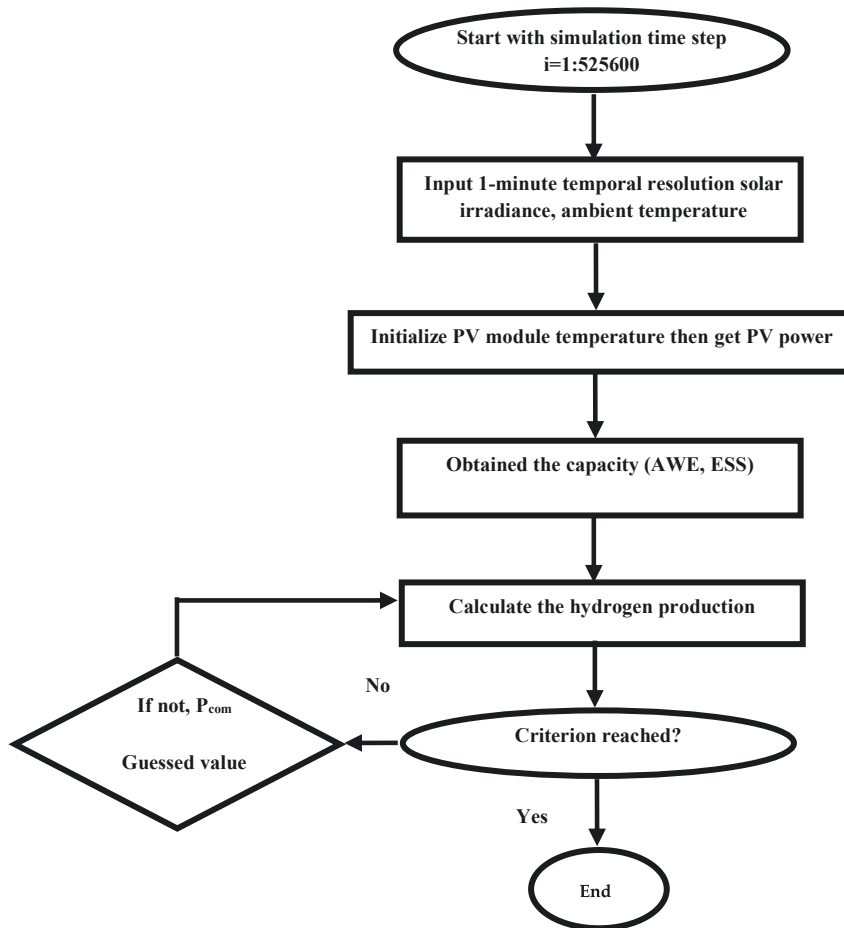 Start with simulation time step
i=1:525600
Input 1-minute temporal resolution solar
irradiance, ambient temperature
Initialize PV module temperature then get PV power
Obtained the capacity (AWE, ESS)
Calculate the hydrogen production
No
If not, Pcom
Guessed value
Criterion reached?
Yes
End